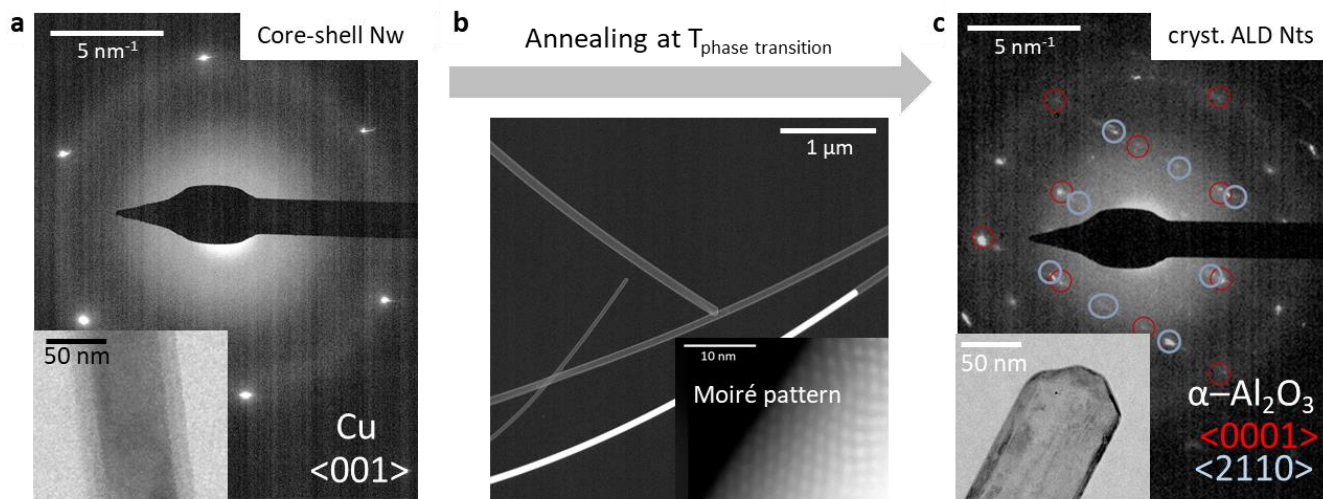 a
5 nm⁻¹
Core-shell Nw
50 nm
Cu
<001>
b
Annealing at T_phase transition
1 µm
10 nm
Moiré pattern
c
5 nm⁻¹
cryst. ALD Nts
50 nm
α–Al₂O₃
<0001>
<2110>